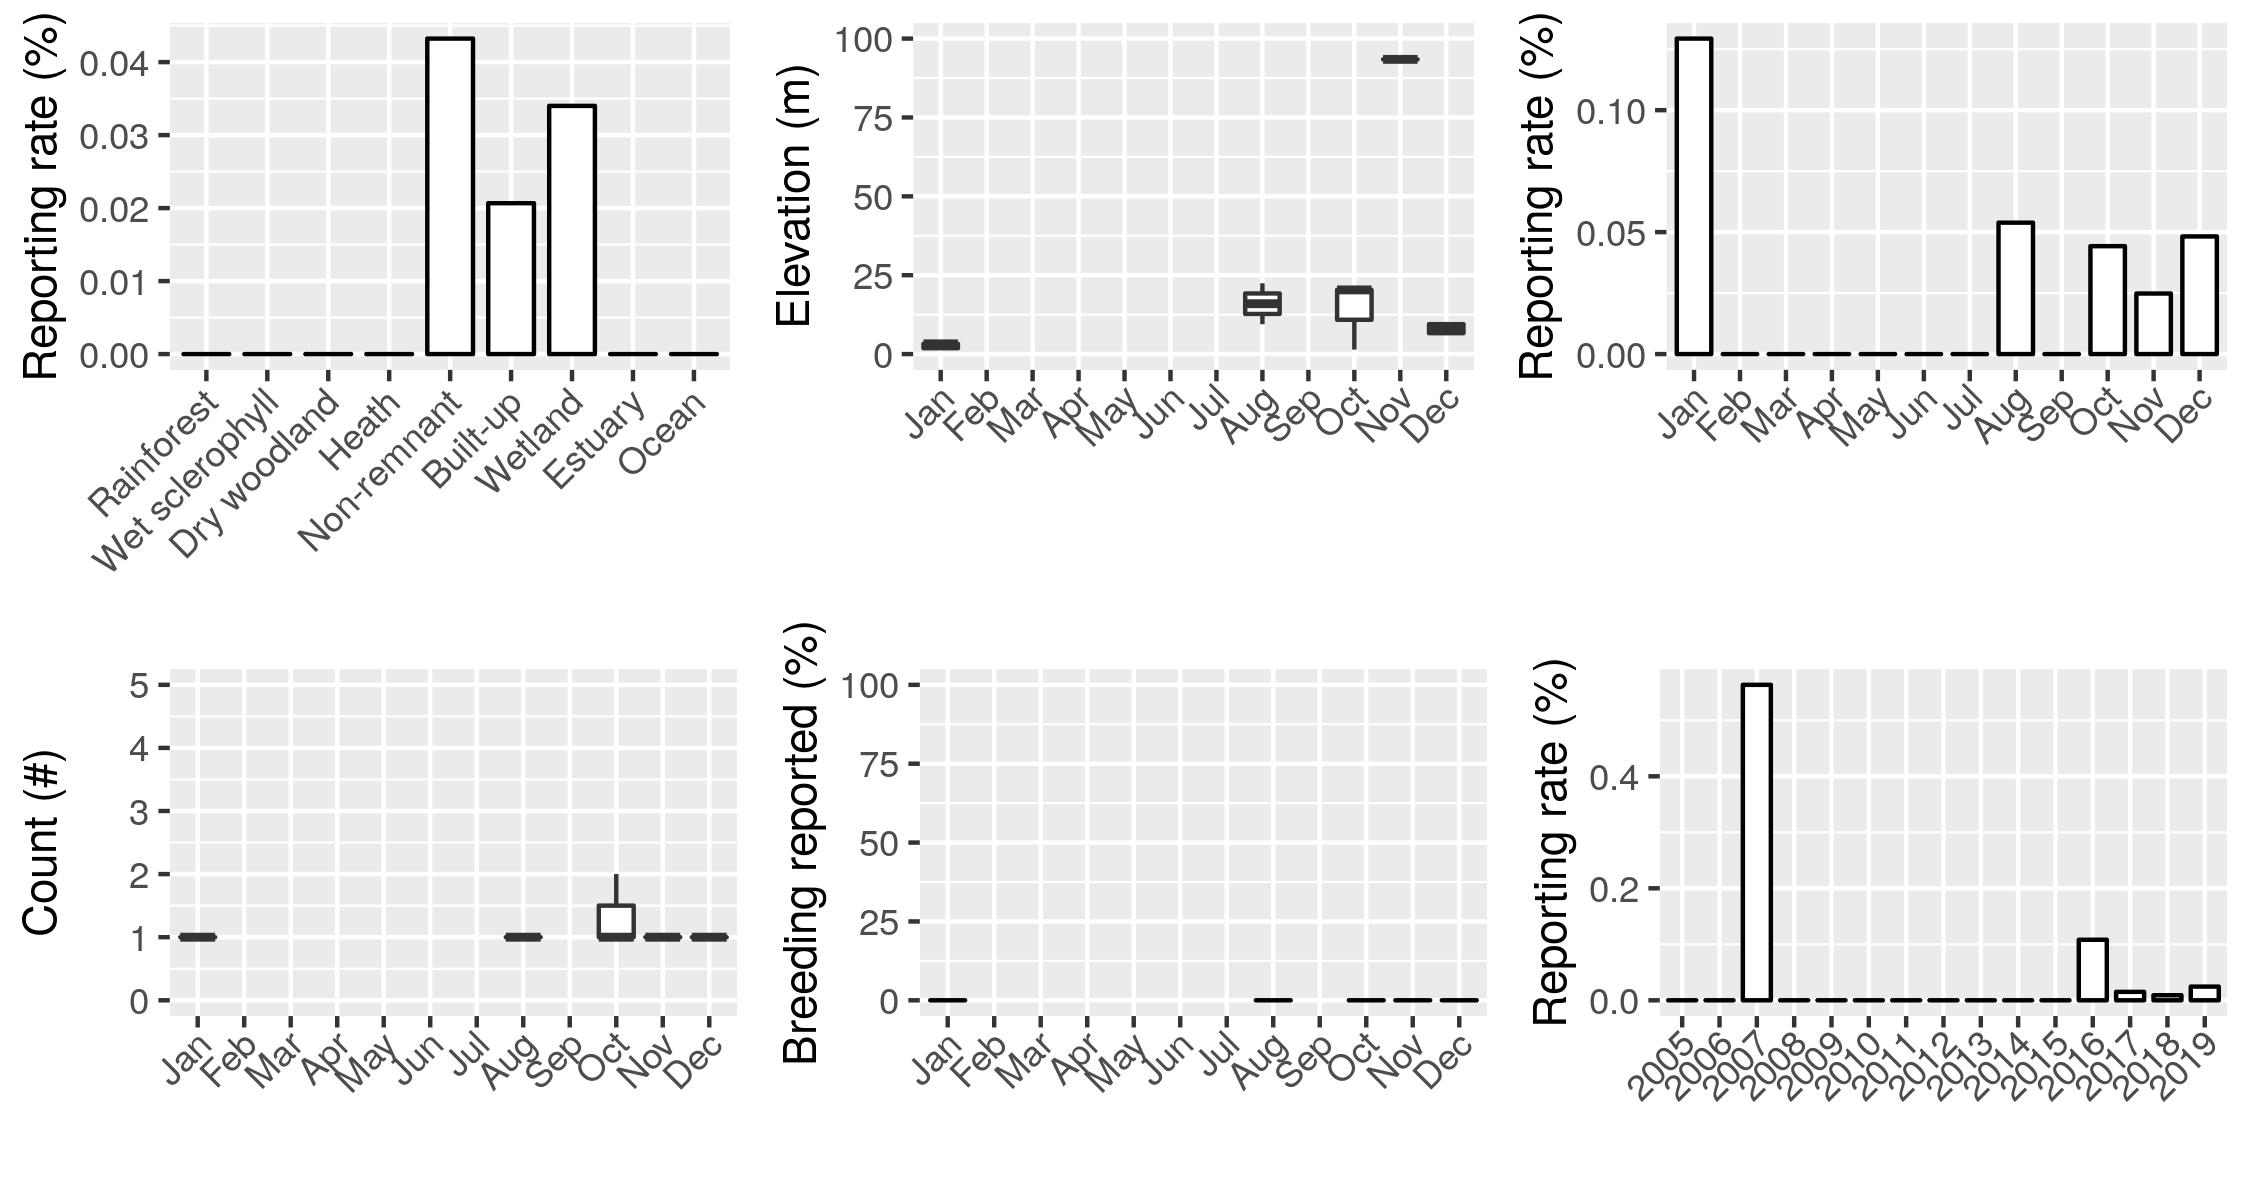 Reporting rate (%)
0.04
0.03
0.02
0.01
0.00
Rainforest
Wet sclerophyll
Dry woodland
Heath
Non-remnant
Built-up
Wetland
Estuary
Ocean
Elevation (m)
100
75
50
25
0
Jan
Feb
Mar
Apr
May
Jun
Jul
Aug
Sep
Oct
Nov
Dec
Reporting rate (%)
0.10
0.05
0.00
Jan
Feb
Mar
Apr
May
Jun
Jul
Aug
Sep
Oct
Nov
Dec
Count (#)
5
4
3
2
1
0
Jan
Feb
Mar
Apr
May
Jun
Jul
Aug
Sep
Oct
Nov
Dec
Breeding reported (%)
100
75
50
25
0
Jan
Feb
Mar
Apr
May
Jun
Jul
Aug
Sep
Oct
Nov
Dec
Reporting rate (%)
0.4
0.2
0.0
2005
2006
2007
2008
2009
2010
2011
2012
2013
2014
2015
2016
2017
2018
2019